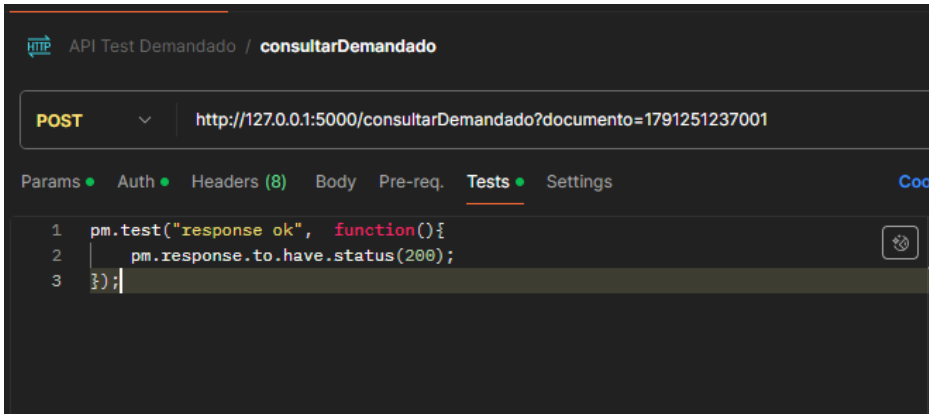 HTTP API Test Demandado / consultarDemandado
POST http://127.0.0.1:5000/consultarDemandado?documento=1791251237001
Params Auth Headers (8) Body Pre-req. Tests Settings Coo
1 pm.test("response ok", function(){
2 pm.response.to.have.status(200);
3 });